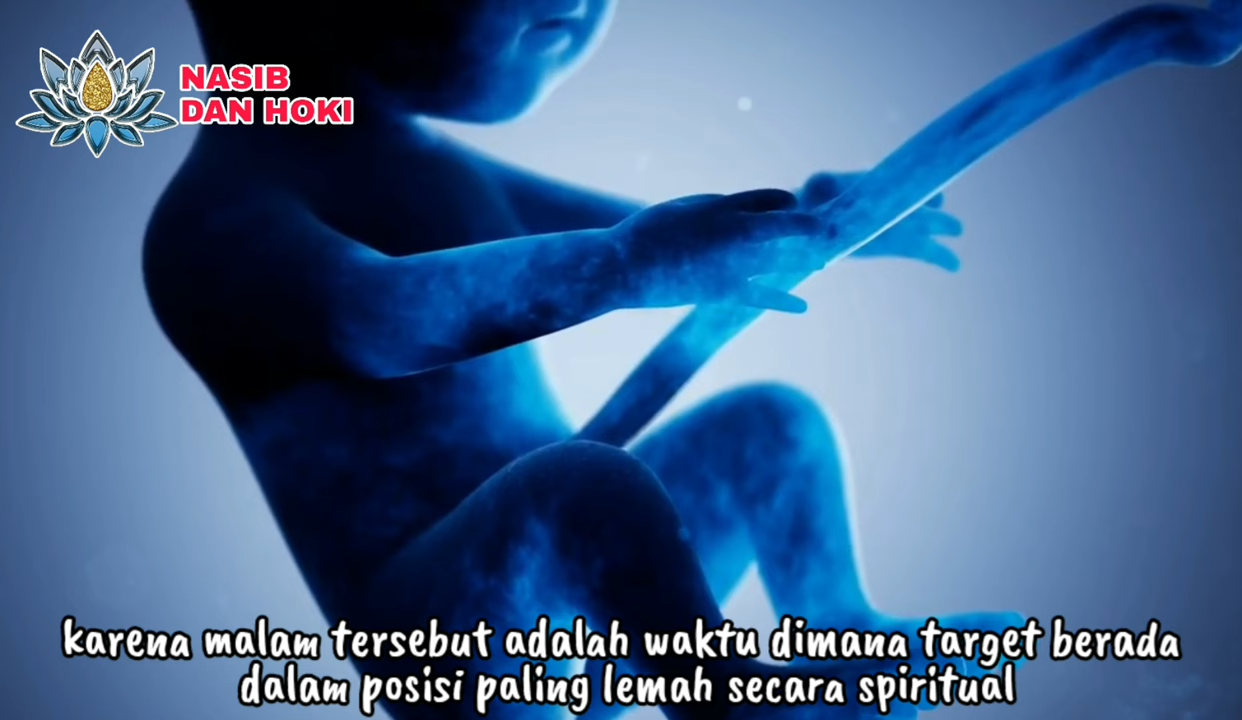 NASIB
DAN HOKI
karena malam tersebut adalah waktu dimana target berada
dalam posisi paling lemah secara spiritual